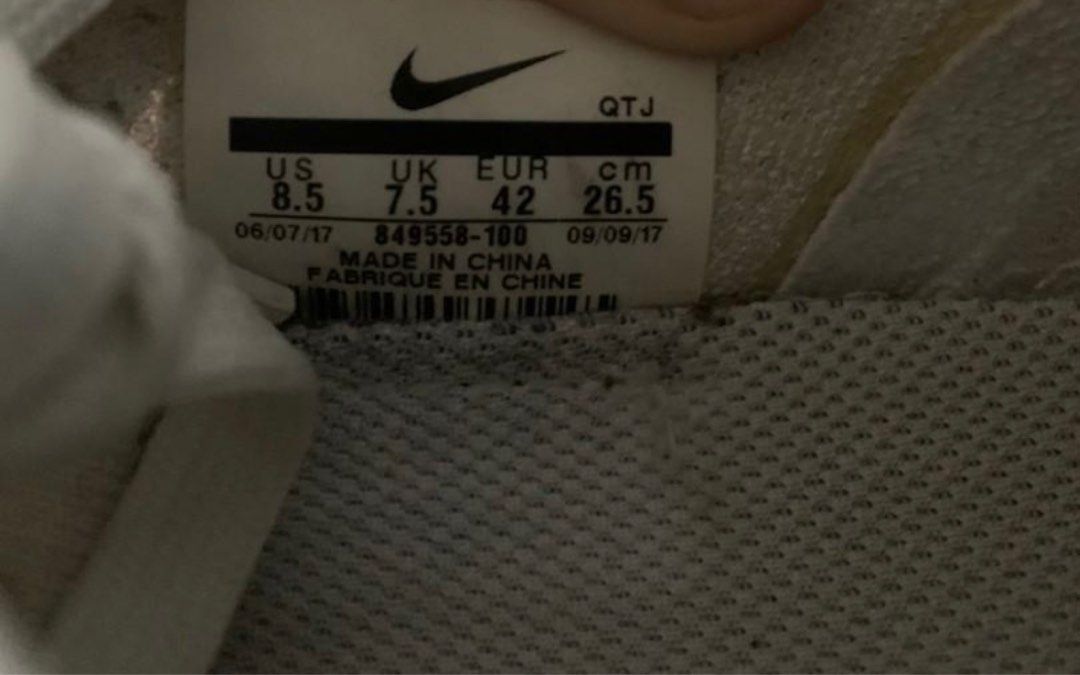 QTJ
US UK EUR cm
8.5 7.5 42 26.5
06/07/17 849558-100 09/09/17
MADE IN CHINA
FABRIQUE EN CHINE